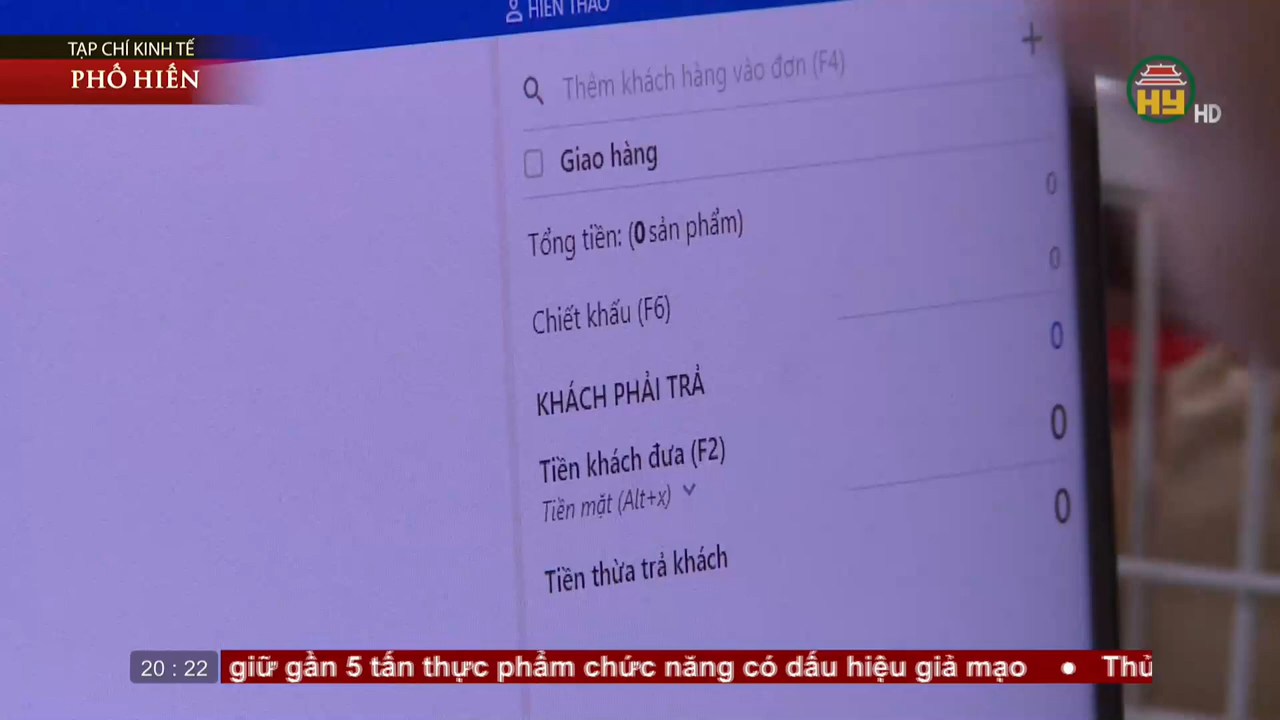 HIỀN THẢO
TẠP CHÍ KINH TẾ
PHỐ HIẾN
HY HD
Thêm khách hàng vào đơn (F4)
+
Giao hàng
Tổng tiền: (0 sản phẩm) 0
Chiết khấu (F6) 0
KHÁCH PHẢI TRẢ 0
Tiền khách đưa (F2) 0
Tiền mặt (Alt+x)
Tiền thừa trả khách 0
20 : 22 giữ gần 5 tấn thực phẩm chức năng có dấu hiệu giả mạo • Thủ